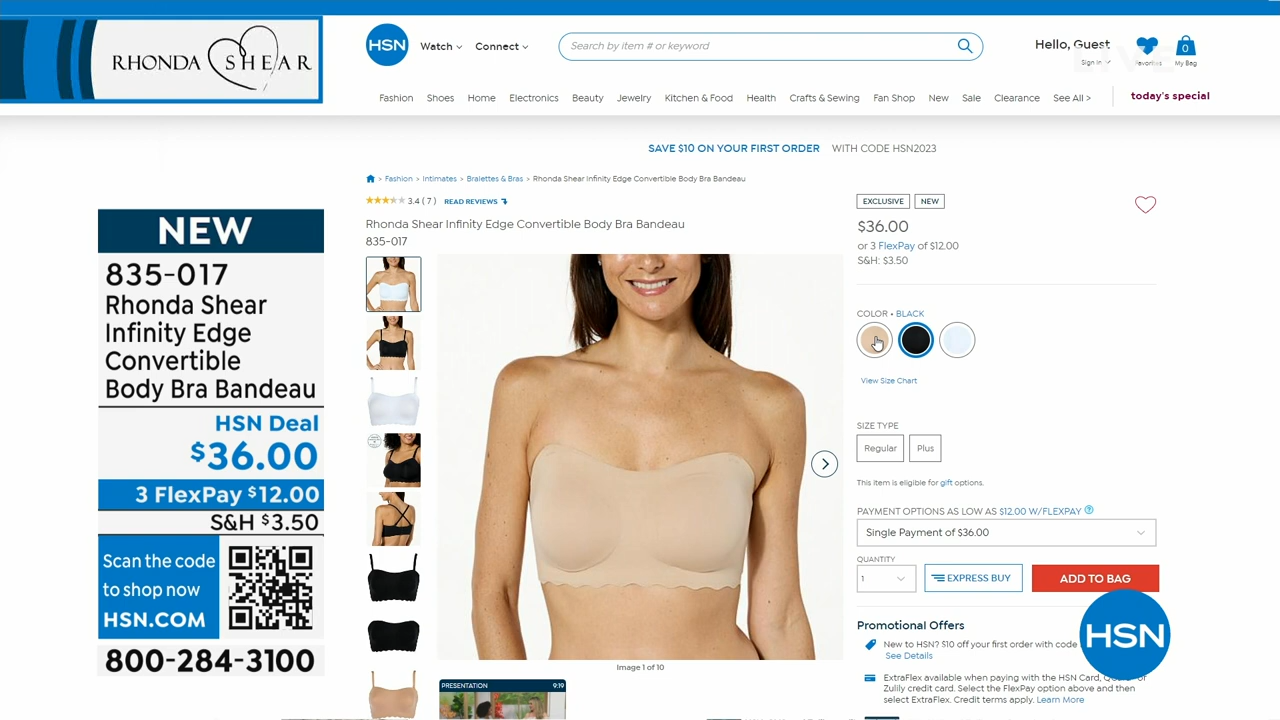 RHONDA SHEAR
HSN
Watch
Connect
Search by item # or keyword
Hello, Guest
Sign In
Favorites
0
My Bag
Fashion Shoes Home Electronics Beauty Jewelry Kitchen & Food Health Crafts & Sewing Fan Shop New Sale Clearance See All > today's special
SAVE $10 ON YOUR FIRST ORDER WITH CODE HSN2023
> Fashion > Intimates > Bralettes & Bras > Rhonda Shear Infinity Edge Convertible Body Bra Bandeau
3.4 ( 7 ) READ REVIEWS
Rhonda Shear Infinity Edge Convertible Body Bra Bandeau
835-017
NEW
835-017
Rhonda Shear
Infinity Edge
Convertible
Body Bra Bandeau
HSN Deal
$36.00
3 FlexPay $12.00
S&H $3.50
Scan the code
to shop now
HSN.COM
800-284-3100
Image 1 of 10
PRESENTATION 9:19
EXCLUSIVE NEW
$36.00
or 3 FlexPay of $12.00
S&H: $3.50
COLOR • BLACK
View Size Chart
SIZE TYPE
Regular Plus
This item is eligible for gift options.
PAYMENT OPTIONS AS LOW AS $12.00 W/FLEXPAY
Single Payment of $36.00
QUANTITY
1
EXPRESS BUY
ADD TO BAG
Promotional Offers
New to HSN? $10 off your first order with code
See Details
ExtraFlex available when paying with the HSN Card, or
Zulily credit card. Select the FlexPay option above and then
select ExtraFlex. Credit terms apply. Learn More
HSN